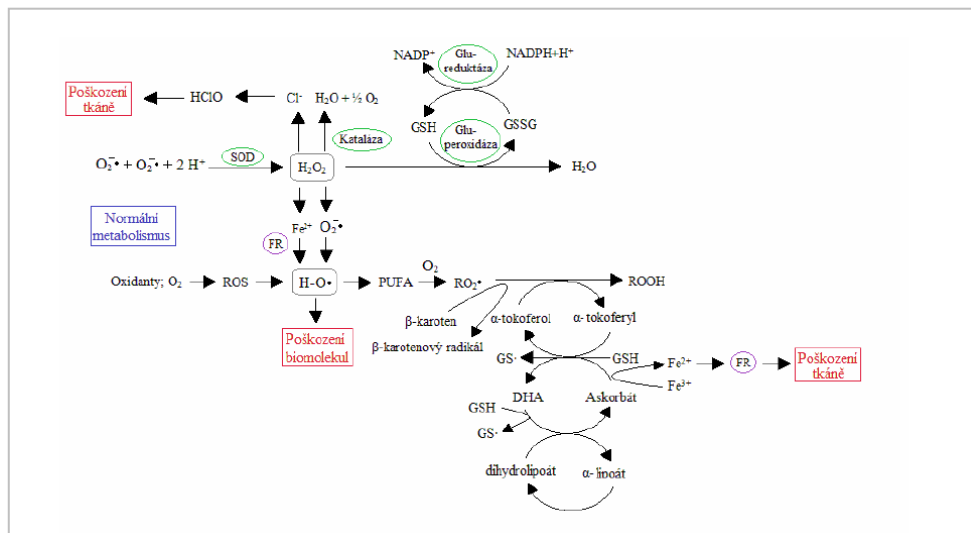 NADP⁺
Glu-
reduktáza
NADPH+H⁺
Poškození
tkáně
HClO
Cl⁻
H₂O + ½ O₂
GSH
GSSG
Kataláza
Glu-
peroxidáza
O₂⁻• + O₂⁻• + 2 H⁺
SOD
H₂O₂
H₂O
Normální
metabolismus
Fe²⁺
O₂⁻•
FR
Oxidanty; O₂
ROS
H-O•
PUFA
O₂
RO₂•
ROOH
β-karoten
α-tokoferol
α- tokoferyl
Poškození
biomolekul
β-karotenový radikál
GS·
GSH
Fe²⁺
FR
Poškození
tkáně
Fe³⁺
DHA
Askorbát
GSH
GS·
dihydrolipoát
α- lipoát